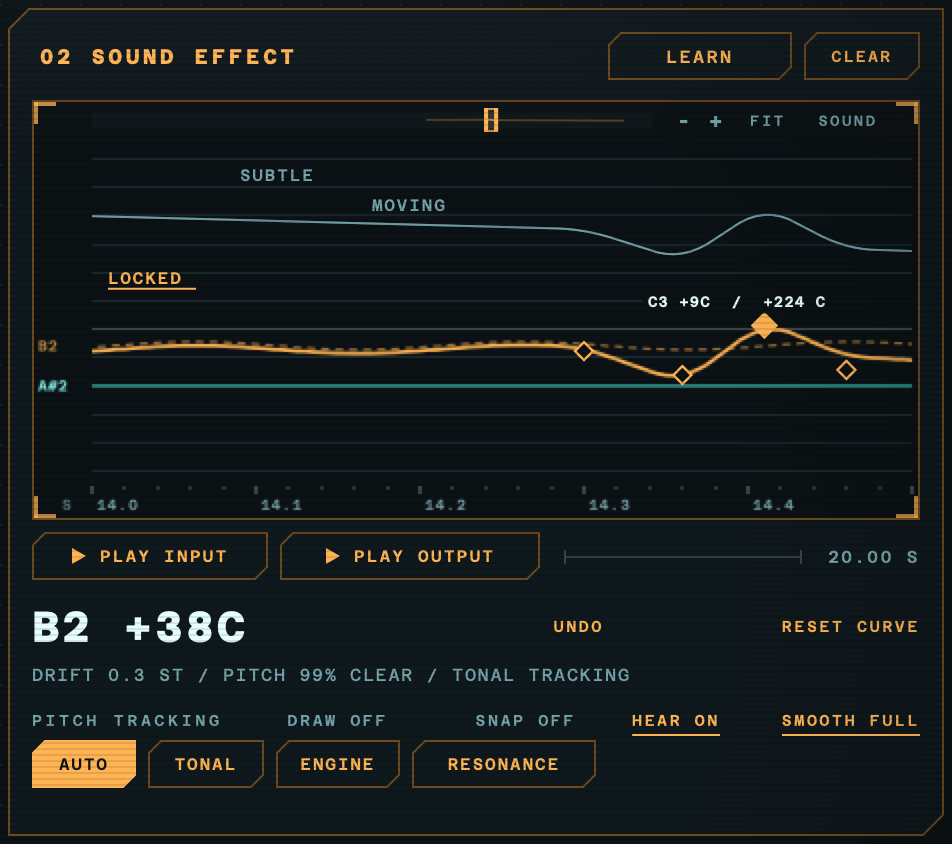 02 SOUND EFFECT LEARN CLEAR
- + FIT SOUND
SUBTLE
MOVING
LOCKED
C3 +9C / +224 C
B2
A#2
S 14.0 14.1 14.2 14.3 14.4
PLAY INPUT PLAY OUTPUT 20.00 S
B2 +38C UNDO RESET CURVE
DRIFT 0.3 ST / PITCH 99% CLEAR / TONAL TRACKING
PITCH TRACKING DRAW OFF SNAP OFF HEAR ON SMOOTH FULL
AUTO TONAL ENGINE RESONANCE